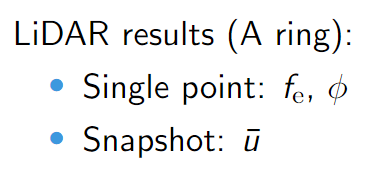 LiDAR results (A ring):
• Single point: fₑ, ϕ
• Snapshot: ū